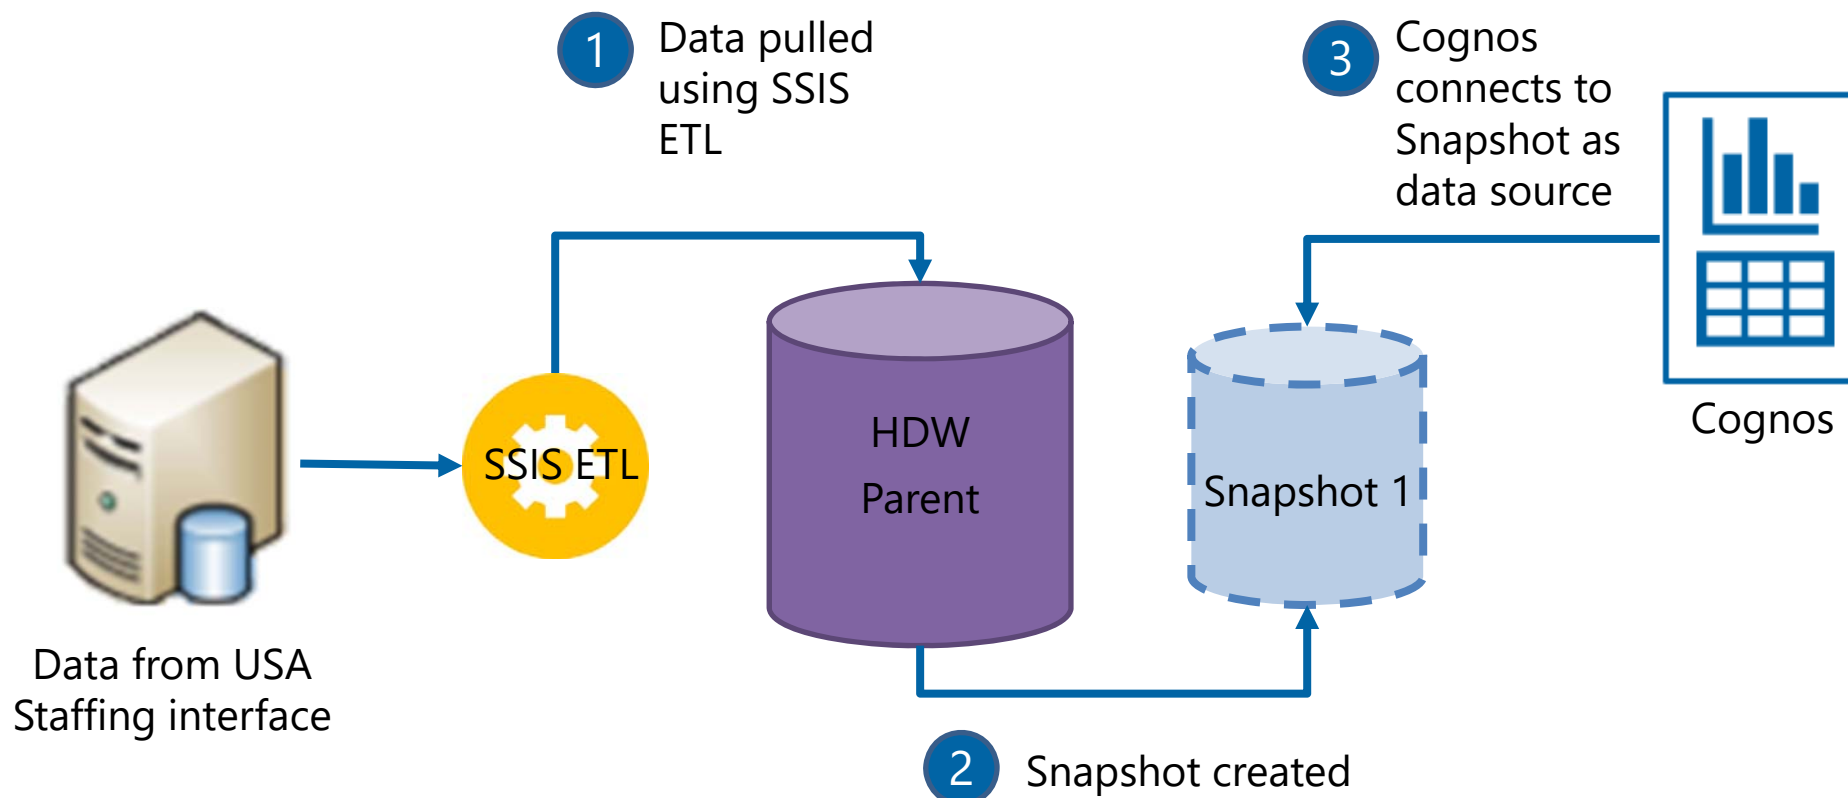 1
Data pulled
using SSIS
ETL
3
Cognos
connects to
Snapshot as
data source
Cognos
SSIS ETL
HDW
Parent
Snapshot 1
Data from USA
Staffing interface
2
Snapshot created